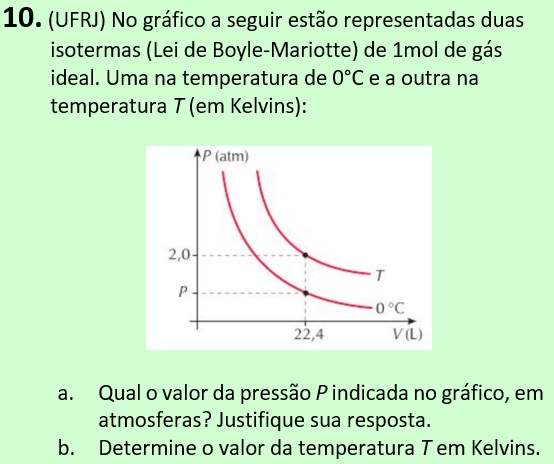 10. (UFRJ) No gráfico a seguir estão representadas duas
isotermas (Lei de Boyle-Mariotte) de 1mol de gás
ideal. Uma na temperatura de 0°C e a outra na
temperatura T (em Kelvins):
P (atm)
2,0
T
P
0 °C
22,4
V (L)
a. Qual o valor da pressão P indicada no gráfico, em
atmosferas? Justifique sua resposta.
b. Determine o valor da temperatura T em Kelvins.